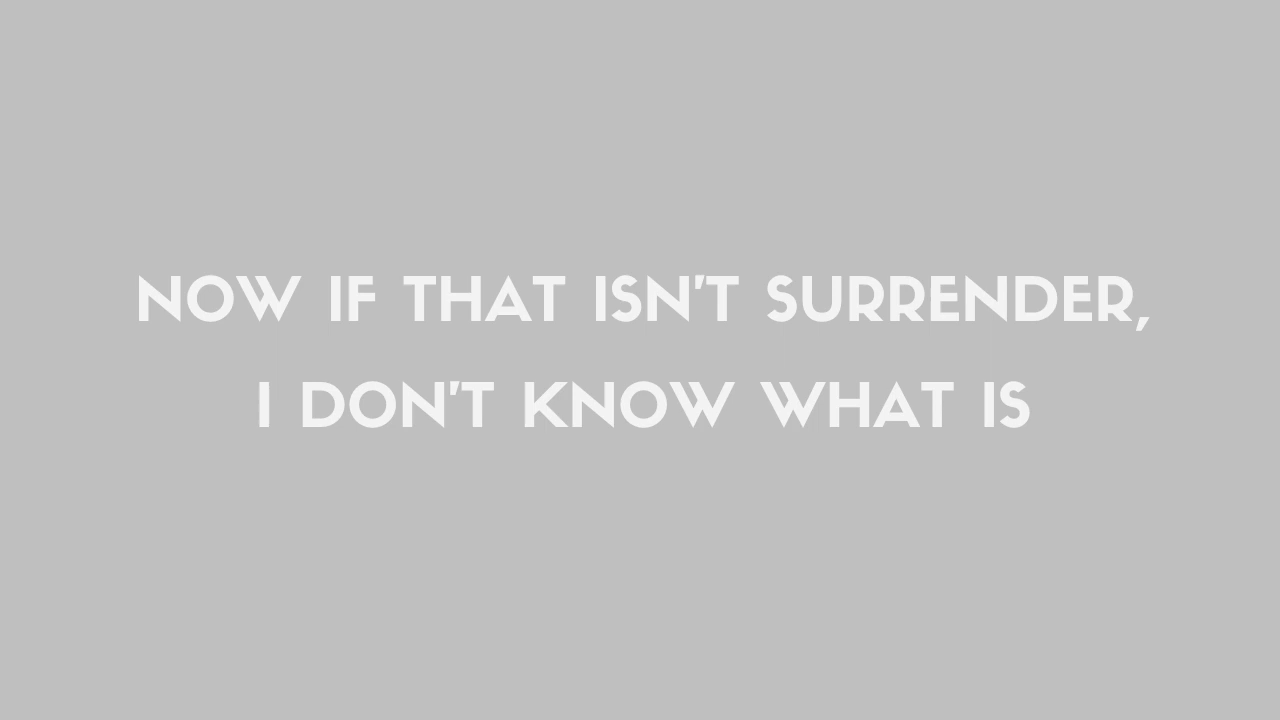 NOW IF THAT ISN'T SURRENDER,
I DON'T KNOW WHAT IS